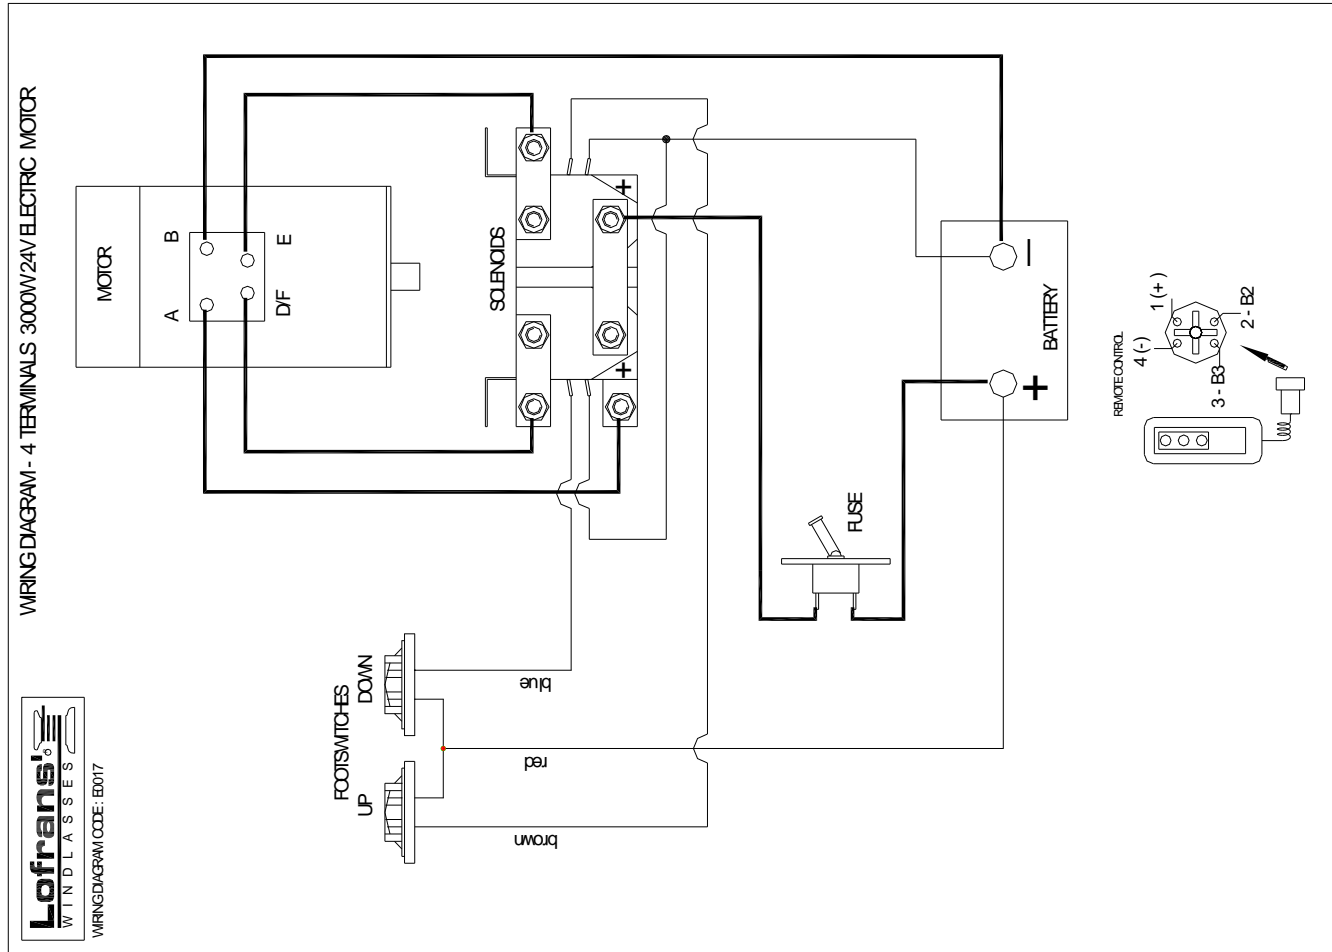 Lofrans'
WINDLASSES
WIRING DIAGRAM CODE: ED017
WIRING DIAGRAM - 4 TERMINALS 3000W 24V ELECTRIC MOTOR
MOTOR
A
B
D/F
E
SOLENOIDS
+
+
FOOTSWITCHES
UP
DOWN
brown
red
blue
FUSE
BATTERY
+
-
REMOTE CONTROL
4 (-)
1 (+)
3 - B3
2 - B2